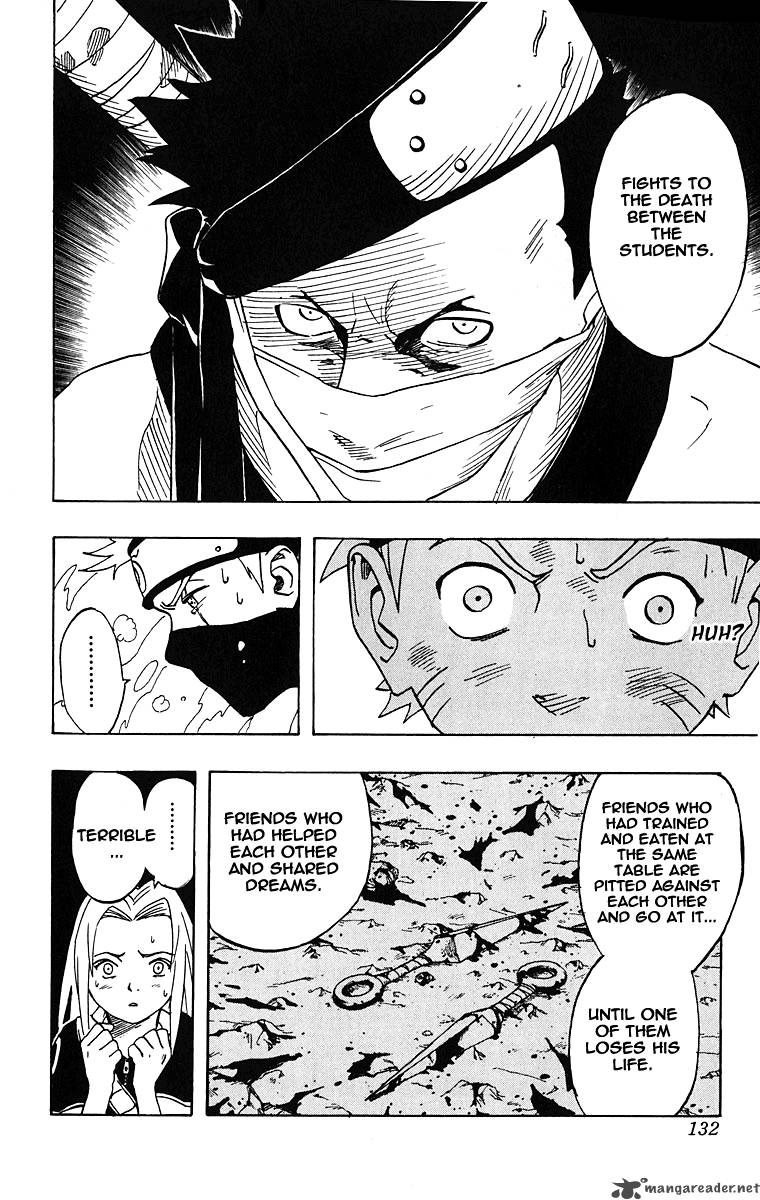 FIGHTS TO
THE DEATH
BETWEEN
THE
STUDENTS.
HUH?
.........
FRIENDS WHO
HAD TRAINED
AND EATEN AT
THE SAME
TABLE ARE
PITTED AGAINST
EACH OTHER
AND GO AT IT...
UNTIL ONE
OF THEM
LOSES HIS
LIFE.
FRIENDS WHO
HAD HELPED
EACH OTHER
AND SHARED
DREAMS.
......
TERRIBLE
...
132
mangareader.net